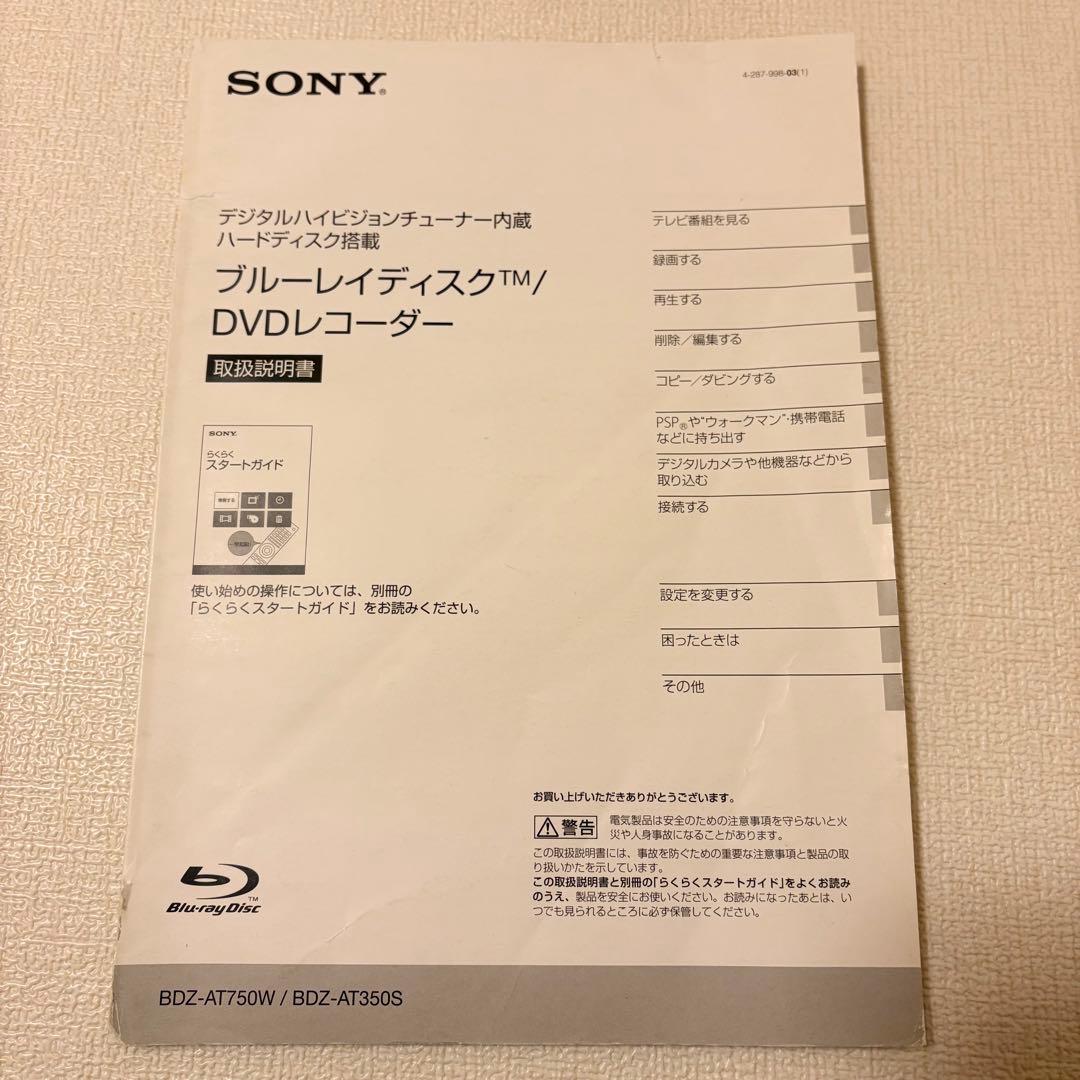 SONY®
4-287-998-03(1)
デジタルハイビジョンチューナー内蔵
ハードディスク搭載
ブルーレイディスク™/
DVDレコーダー
取扱説明書
SONY
らくらく
スタートガイド
使い始めの操作については、別冊の
「らくらくスタートガイド」をお読みください。
テレビ番組を見る
録画する
再生する
削除／編集する
コピー／ダビングする
PSP®や“ウォークマン”・携帯電話
などに持ち出す
デジタルカメラや他機器などから
取り込む
接続する
設定を変更する
困ったときは
その他
お買い上げいただきありがとうございます。
警告
電気製品は安全のための注意事項を守らないと火
災や人身事故になることがあります。
この取扱説明書には、事故を防ぐための重要な注意事項と製品の取
り扱いかたを示しています。
この取扱説明書と別冊の「らくらくスタートガイド」をよくお読み
のうえ、製品を安全にお使いください。お読みになったあとは、い
つでも見られるところに必ず保管してください。
Blu-ray Disc™
BDZ-AT750W / BDZ-AT350S